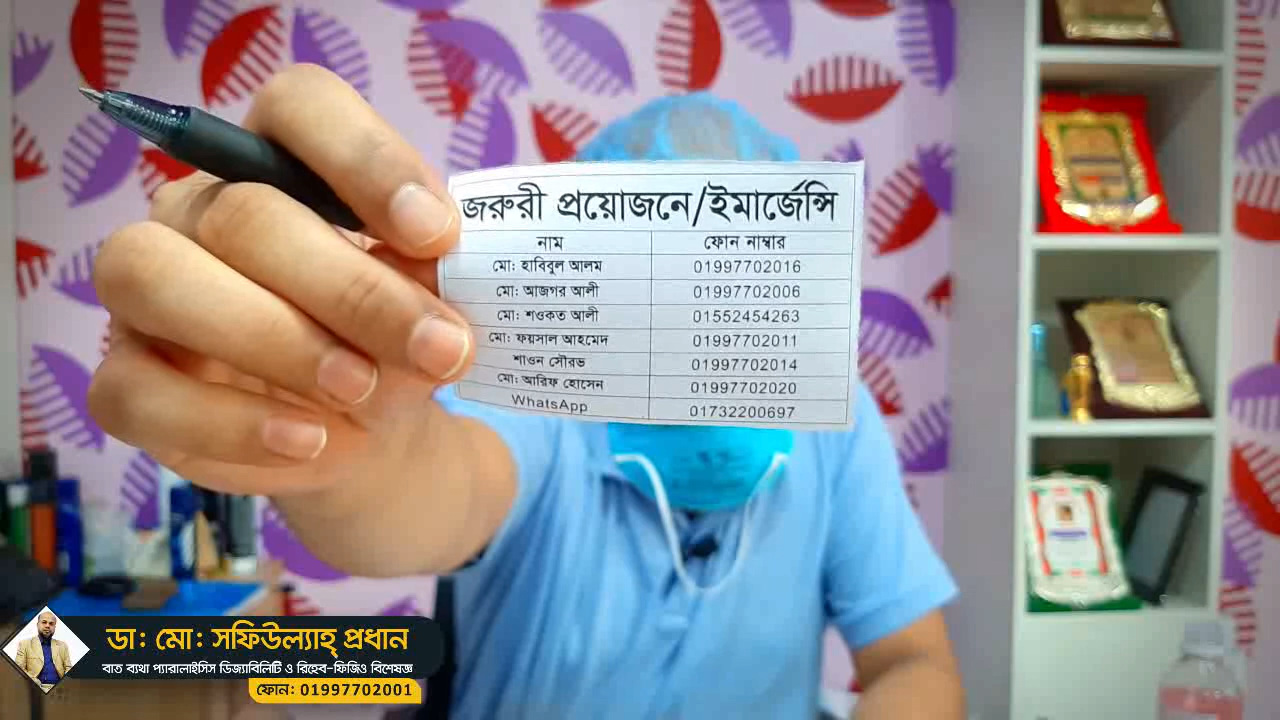 জরুরী প্রয়োজনে/ইমার্জেন্সি
নাম ফোন নাম্বার
মো: হাবিবুল আলম 01997702016
মো: আজগর আলী 01997702006
মো: শওকত আলী 01552454263
মো: ফয়সাল আহমেদ 01997702011
শাওন সৌরভ 01997702014
মো: আরিফ হোসেন 01997702020
WhatsApp 01732200697
ডা: মো: সফিউল্যাহ্ প্রধান
বাত ব্যথা প্যারালাইসিস ডিজ্যাবিলিটি ও রিহেব-ফিজিও বিশেষজ্ঞ
ফোন: 01997702001